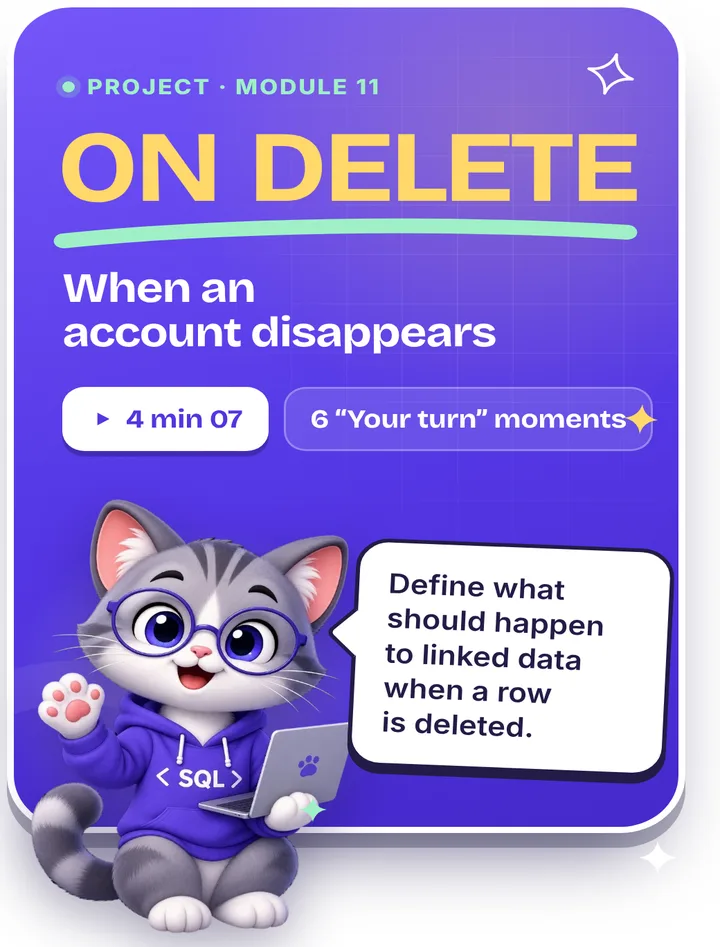 PROJECT · MODULE 11
ON DELETE
When an
account disappears
4 min 07
6 “Your turn” moments
Define what
should happen
to linked data
when a row
is deleted.
< SQL >